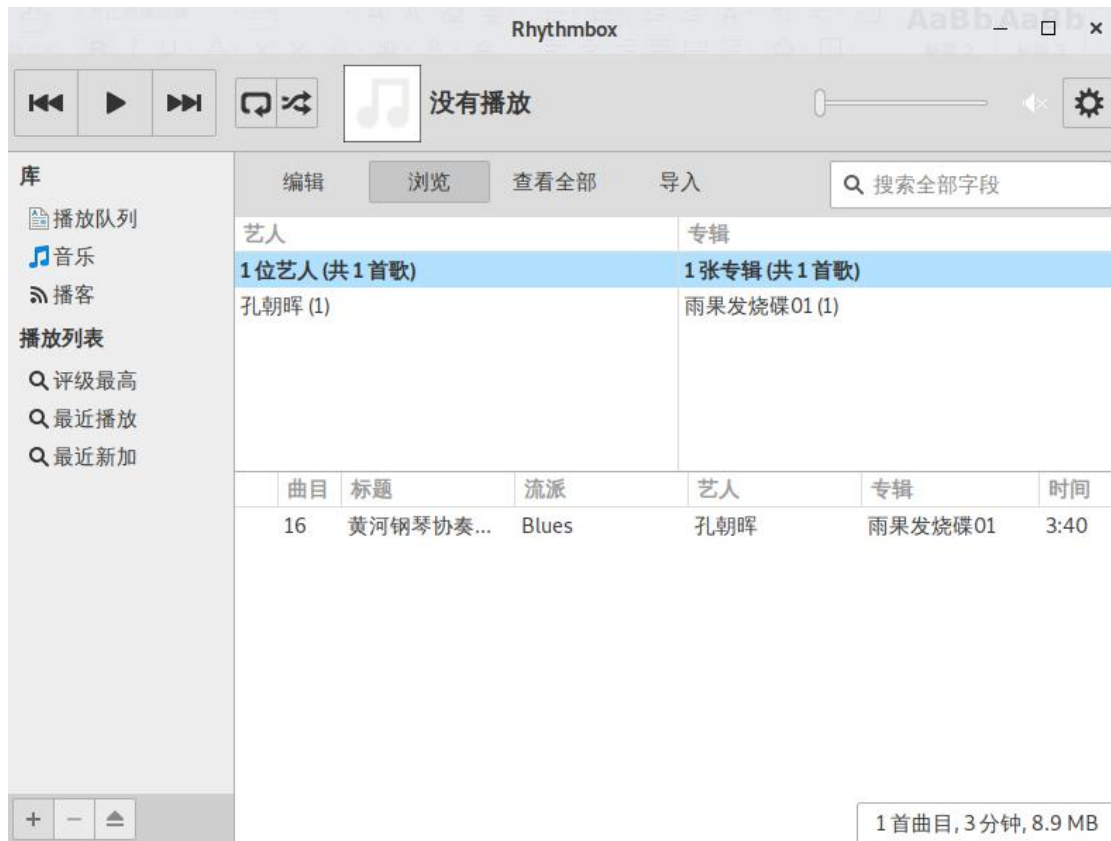 Rhythmbox
没有播放
库
播放队列
音乐
播客
播放列表
评级最高
最近播放
最近新加
编辑 浏览 查看全部 导入 搜索全部字段
艺人 专辑
1 位艺人 (共 1 首歌) 1 张专辑 (共 1 首歌)
孔朝晖 (1) 雨果发烧碟01 (1)
曲目 标题 流派 艺人 专辑 时间
16 黄河钢琴协奏... Blues 孔朝晖 雨果发烧碟01 3:40
1 首曲目, 3 分钟, 8.9 MB